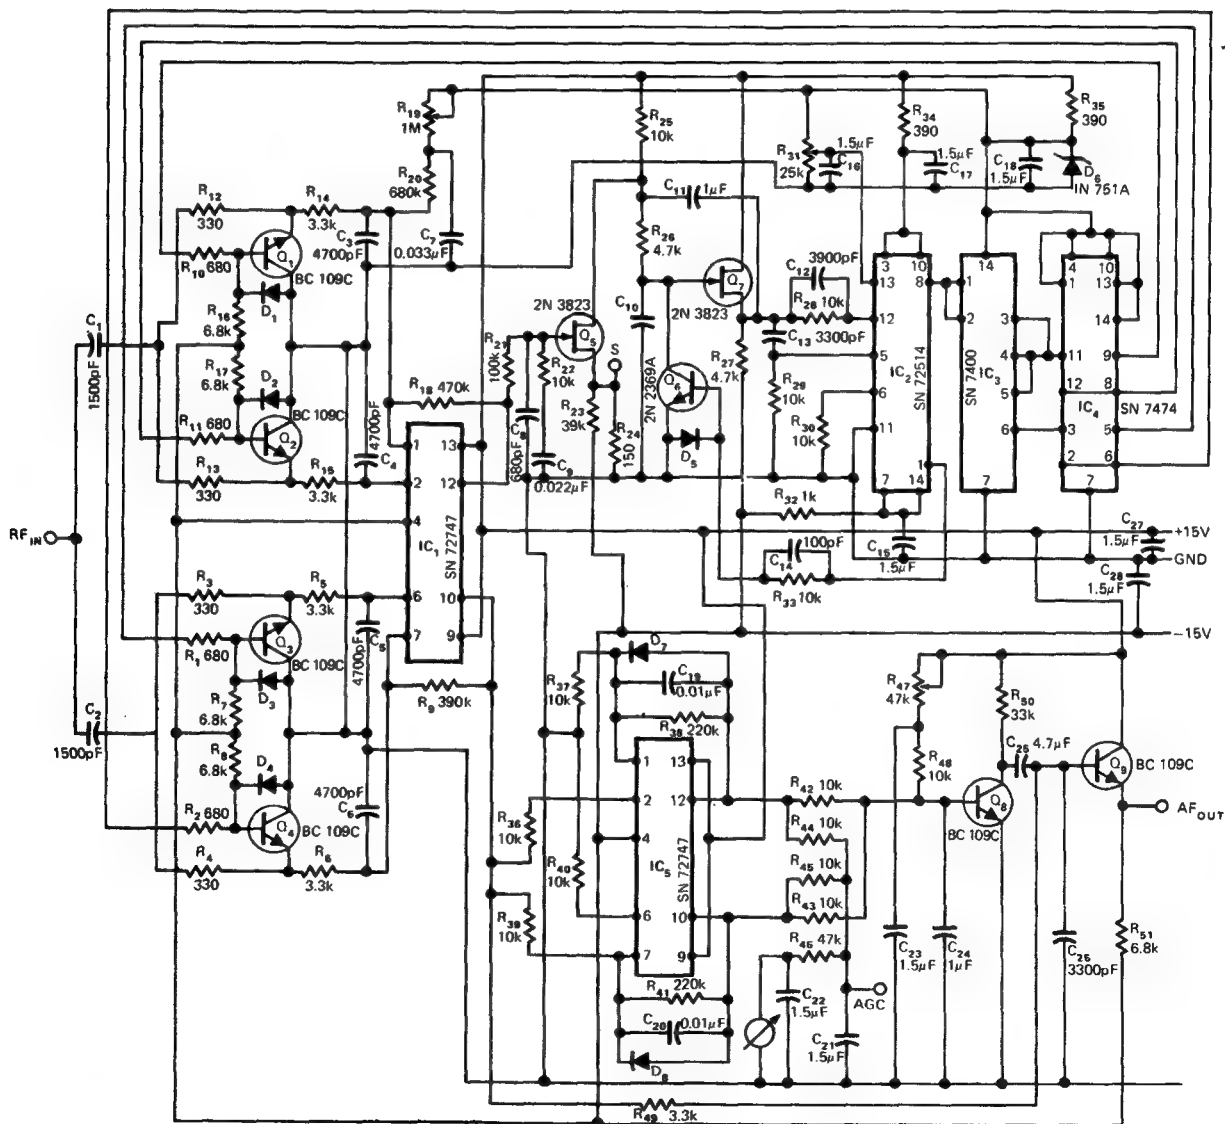 R12
330
R14
3.3k
C3
4700pF
R19
1M
R20
680k
C7
0.033µF
R10 680
Q1
BC 109C
D1
R16
6.8k
R17
6.8k
D2
BC 109C
Q2
R11 680
R13
330
R15
3.3k
C4
4700pF
C1
1500pF
RF IN
R18 470k
R21
100k
R22
10k
C8
680pF
C9
0.022µF
2N 3823
Q5
S
R23
39k
R24
150Ω
R25
10k
R26
4.7k
C10
C11 1µF
2N 2369A
Q6
D5
Q7
2N 3823
R27
4.7k
C12 3900pF
R28 10k
3300pF
C13
R29
10k
R30
10k
R31
25k
1.5µF
C16
R34
390
1.5µF
C17
C18
1.5µF
R35
390
D6
IN 751A
3
10
13
8
12
5
6
11
1
7
14
IC2
SN 72514
14
1
2
3
4
5
6
7
IC3
SN 7400
4
10
1
13
14
11
9
12
8
3
5
2
6
7
IC4
SN 7474
R32 1k
C15
1.5µF
100pF
C14
R33 10k
C27
1.5µF
+15V
GND
C28
1.5µF
−15V
1
2
4
6
7
13
12
10
9
IC1
SN 72747
R3
330
R5
3.3k
C5
4700pF
R1 680
Q3
BC 109C
D3
R7
6.8k
R8
6.8k
D4
Q4
BC 109C
R2 680
R4
330
R6
3.3k
4700pF
C6
C2
1500pF
R9 390k
R37
10k
D7
C19
0.01µF
R38 220k
R36
10k
R40
10k
R39
10k
1
2
4
6
7
13
12
10
9
IC5
SN 72747
R41
220k
C20 0.01µF
D8
R42 10k
R44 10k
R45 10k
R43 10k
R46 47k
C22
1.5µF
AGC
C21
1.5µF
R47
47k
R48
10k
R50
33k
C25 4.7µF
Q8
BC 109C
Q9
BC 109C
AF OUT
C23
1.5µF
C24
1µF
C26
3300pF
R51
6.8k
R49 3.3k